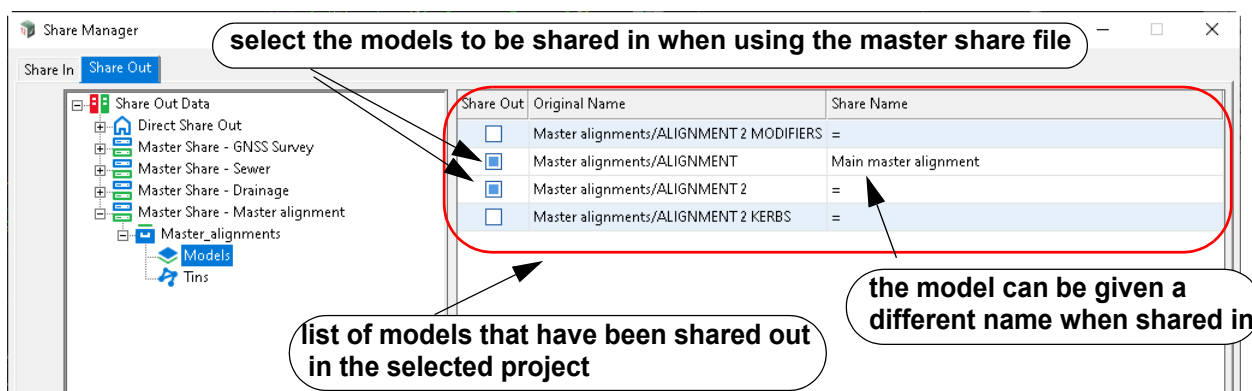 Share Manager
select the models to be shared in when using the master share file
Share In Share Out
Share Out Data
Direct Share Out
Master Share - GNSS Survey
Master Share - Sewer
Master Share - Drainage
Master Share - Master alignment
Master_alignments
Models
Tins
Share Out Original Name Share Name
Master alignments/ALIGNMENT 2 MODIFIERS =
Master alignments/ALIGNMENT Main master alignment
Master alignments/ALIGNMENT 2 =
Master alignments/ALIGNMENT 2 KERBS =
the model can be given a
different name when shared in
list of models that have been shared out
in the selected project